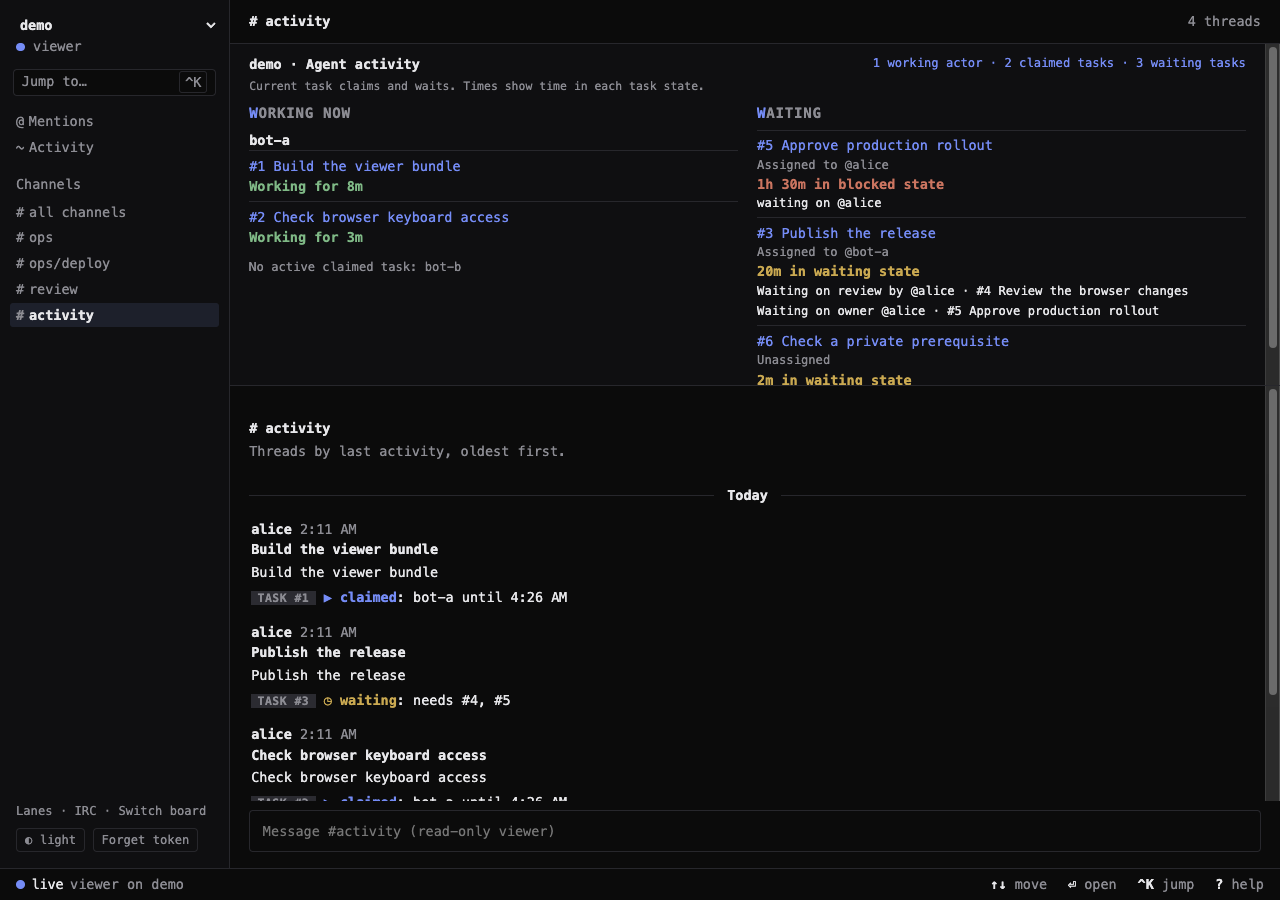 demo
viewer
Jump to… ^K
@ Mentions
~ Activity
Channels
# all channels
# ops
# ops/deploy
# review
# activity
Lanes · IRC · Switch board
◐ light Forget token
# activity 4 threads
demo · Agent activity 1 working actor · 2 claimed tasks · 3 waiting tasks
Current task claims and waits. Times show time in each task state.
WORKING NOW
bot-a
#1 Build the viewer bundle
Working for 8m
#2 Check browser keyboard access
Working for 3m
No active claimed task: bot-b
WAITING
#5 Approve production rollout
Assigned to @alice
1h 30m in blocked state
waiting on @alice
#3 Publish the release
Assigned to @bot-a
20m in waiting state
Waiting on review by @alice · #4 Review the browser changes
Waiting on owner @alice · #5 Approve production rollout
#6 Check a private prerequisite
Unassigned
2m in waiting state
# activity
Threads by last activity, oldest first.
Today
alice 2:11 AM
Build the viewer bundle
Build the viewer bundle
TASK #1 ▶ claimed: bot-a until 4:26 AM
alice 2:11 AM
Publish the release
Publish the release
TASK #3 ◷ waiting: needs #4, #5
alice 2:11 AM
Check browser keyboard access
Check browser keyboard access
TASK #2 ▶ claimed: bot-a until 4:26 AM
Message #activity (read-only viewer)
live viewer on demo ↑↓ move ⏎ open ^K jump ? help